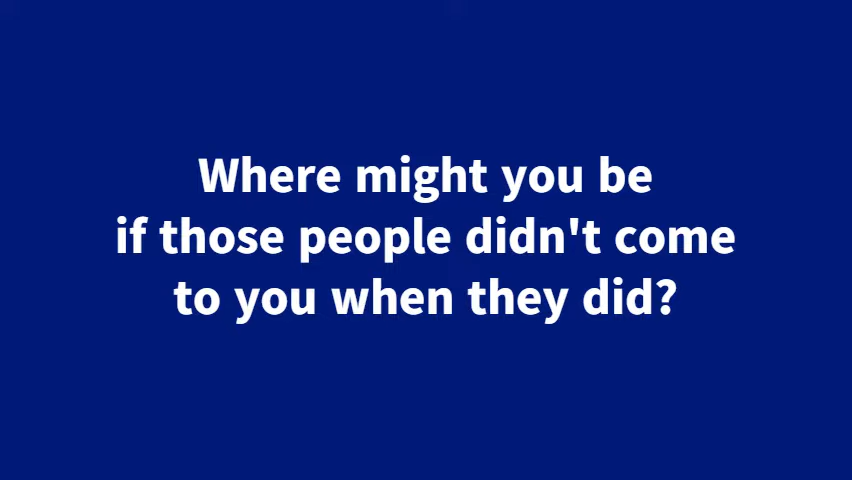 Where might you be
if those people didn't come
to you when they did?